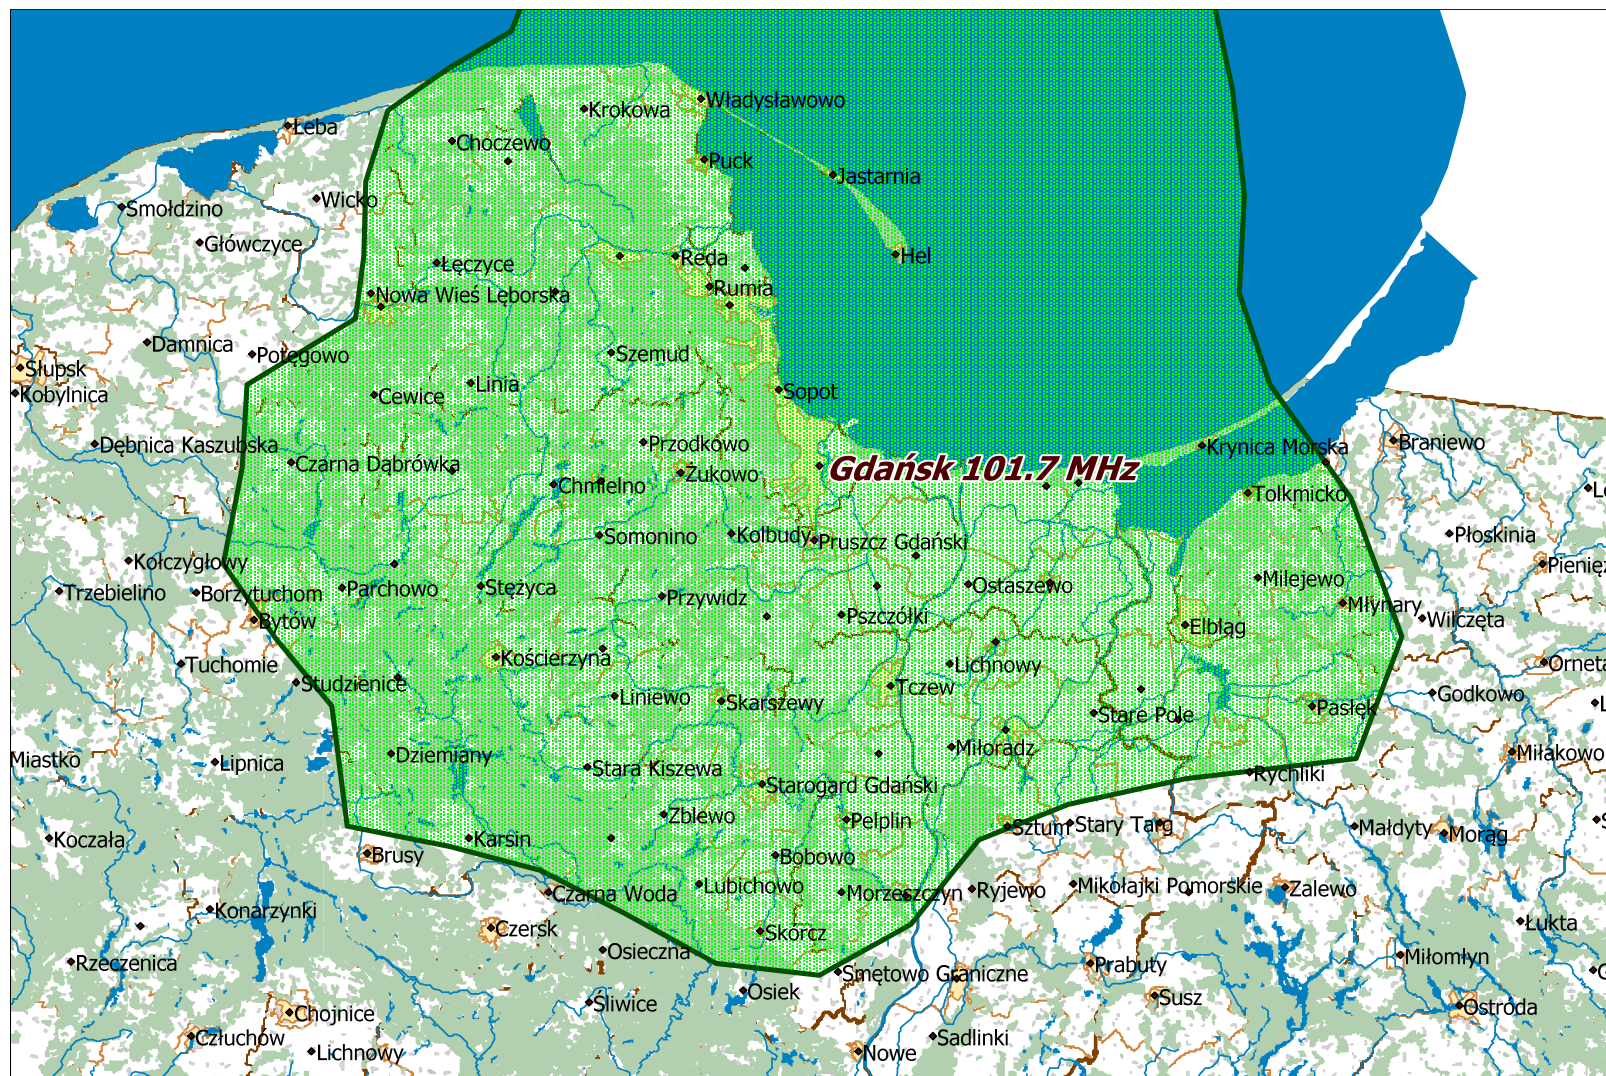 Władysławowo
Krokowa
Łeba
Choczewo
Puck
Jastarnia
Wicko
Smołdzino
Główczyce
Hel
Reda
Łęczyce
Rumia
Nowa Wieś Lęborska
Damnica
Potęgowo
Szemud
Słupsk
Linia
Sopot
Kobylnica
Cewice
Dębnica Kaszubska
Przodkowo
Krynica Morska
Braniewo
Czarna Dąbrówka
Gdańsk 101.7 MHz
Żukowo
Chmielno
Tolkmicko
Somonino
Kolbudy
Pruszcz Gdański
Płoskinia
Kołczygłowy
Pienięż
Milejewo
Trzebielino
Borzytuchom
Parchowo
Stężyca
Przywidz
Ostaszewo
Młynary
Pszczółki
Bytów
Elbląg
Wilczęta
Tuchomie
Kościerzyna
Lichnowy
Orneta
Studzienice
Liniewo
Skarszewy
Tczew
Godkowo
Stare Pole
Pasłęk
Miłoradz
Miastko
Lipnica
Dziemiany
Stara Kiszewa
Rychliki
Miłakowo
Starogard Gdański
Zblewo
Pelplin
Sztum
Stary Targ
Małdyty
Morąg
Koczała
Karsin
Brusy
Bobowo
Lubichowo
Czarna Woda
Morzeszczyn
Ryjewo
Mikołajki Pomorskie
Zalewo
Konarzynki
Czersk
Skórcz
Łukta
Osieczna
Miłomłyn
Rzeczenica
Prabuty
Smętowo Graniczne
Osiek
Śliwice
Susz
Ostróda
Chojnice
Człuchów
Sadlinki
Lichnowy
Nowe